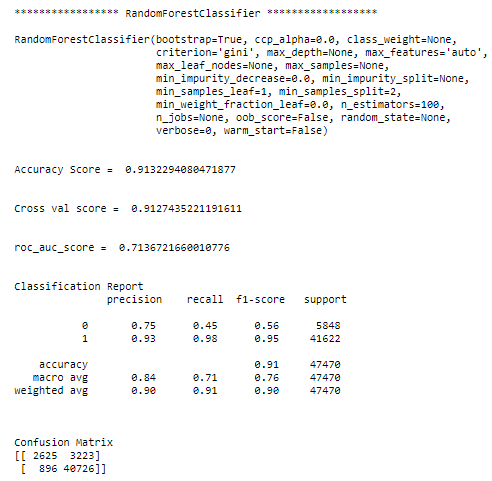 ***************** RandomForestClassifier ******************
RandomForestClassifier(bootstrap=True, ccp_alpha=0.0, class_weight=None,
criterion='gini', max_depth=None, max_features='auto',
max_leaf_nodes=None, max_samples=None,
min_impurity_decrease=0.0, min_impurity_split=None,
min_samples_leaf=1, min_samples_split=2,
min_weight_fraction_leaf=0.0, n_estimators=100,
n_jobs=None, oob_score=False, random_state=None,
verbose=0, warm_start=False)
Accuracy Score =  0.9132294080471877
Cross val score =  0.9127435221191611
roc_auc_score =  0.7136721660010776
Classification Report
precision    recall  f1-score   support
0       0.75      0.45      0.56      5848
1       0.93      0.98      0.95     41622
accuracy                           0.91     47470
macro avg       0.84      0.71      0.76     47470
weighted avg       0.90      0.91      0.90     47470
Confusion Matrix
[[ 2625  3223]
[  896 40726]]